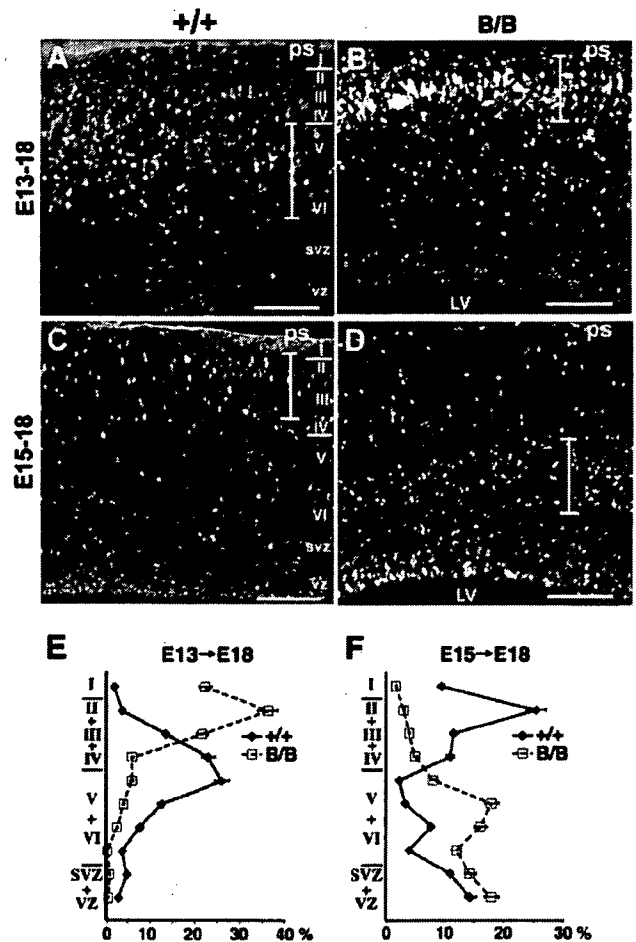 +/+
B/B
E13-18
A
ps
I
II
III
IV
V
VI
SVZ
VZ
B
ps
LV
E15-18
C
ps
I
II
III
IV
V
VI
SVZ
VZ
D
ps
LV
E
E13→E18
I
II
+
III
+
IV
V
+
VI
SVZ
+
VZ
+/+
B/B
0 10 20 30 40 %
F
E15→E18
I
II
+
III
+
IV
V
+
VI
SVZ
+
VZ
+/+
B/B
0 10 20 30 %